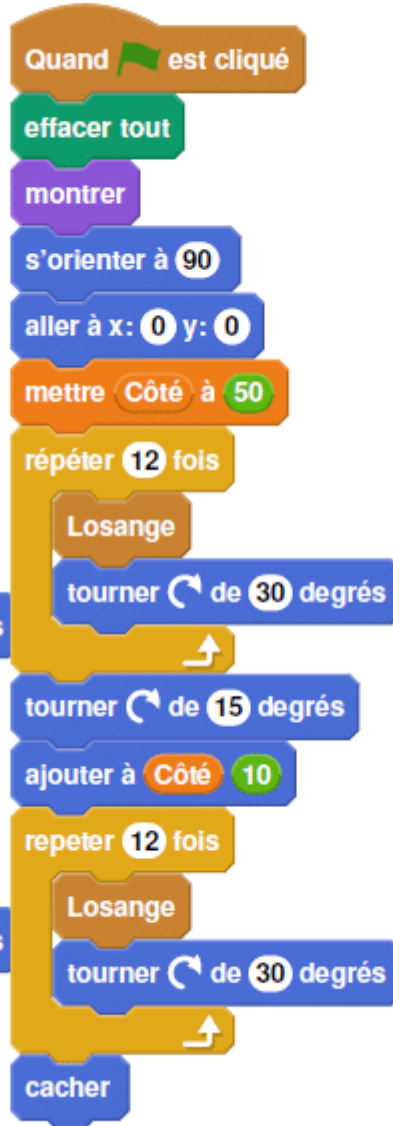 Quand est cliqué
effacer tout
montrer
s'orienter à 90
aller à x: 0 y: 0
mettre Côté à 50
répéter 12 fois
Losange
tourner de 30 degrés
s
tourner de 15 degrés
ajouter à Côté 10
repeter 12 fois
Losange
s
tourner de 30 degrés
cacher